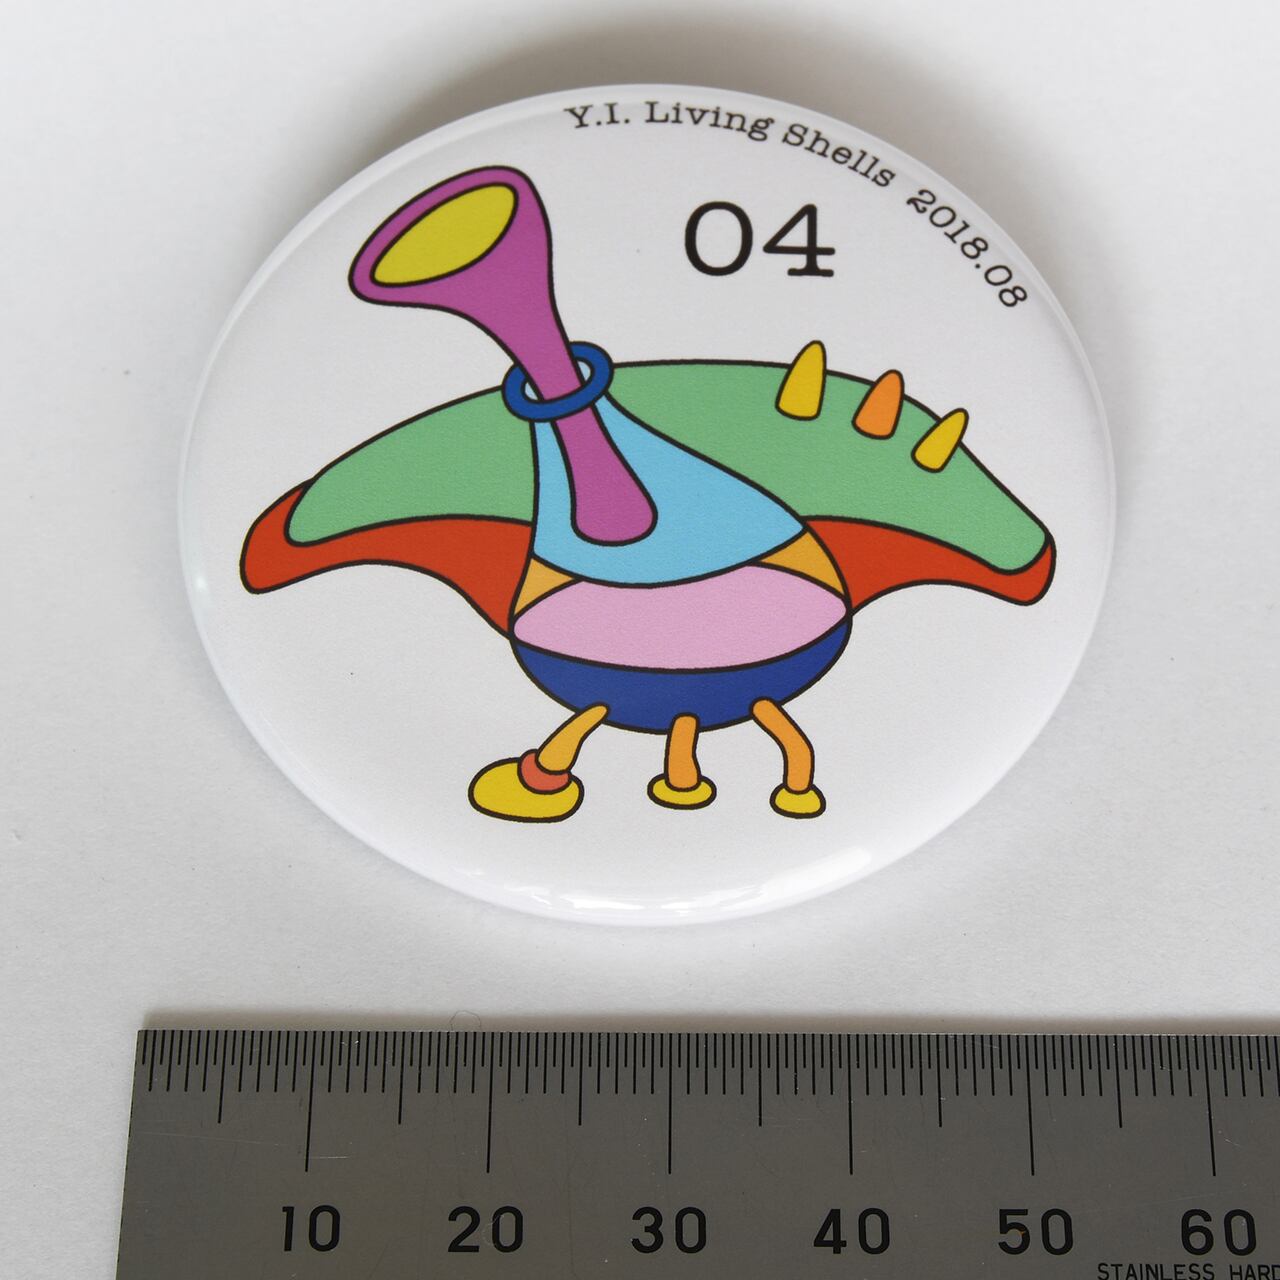 Y.I. Living Shells 2018.08
04
10 20 30 40 50 60
STAINLESS HARD